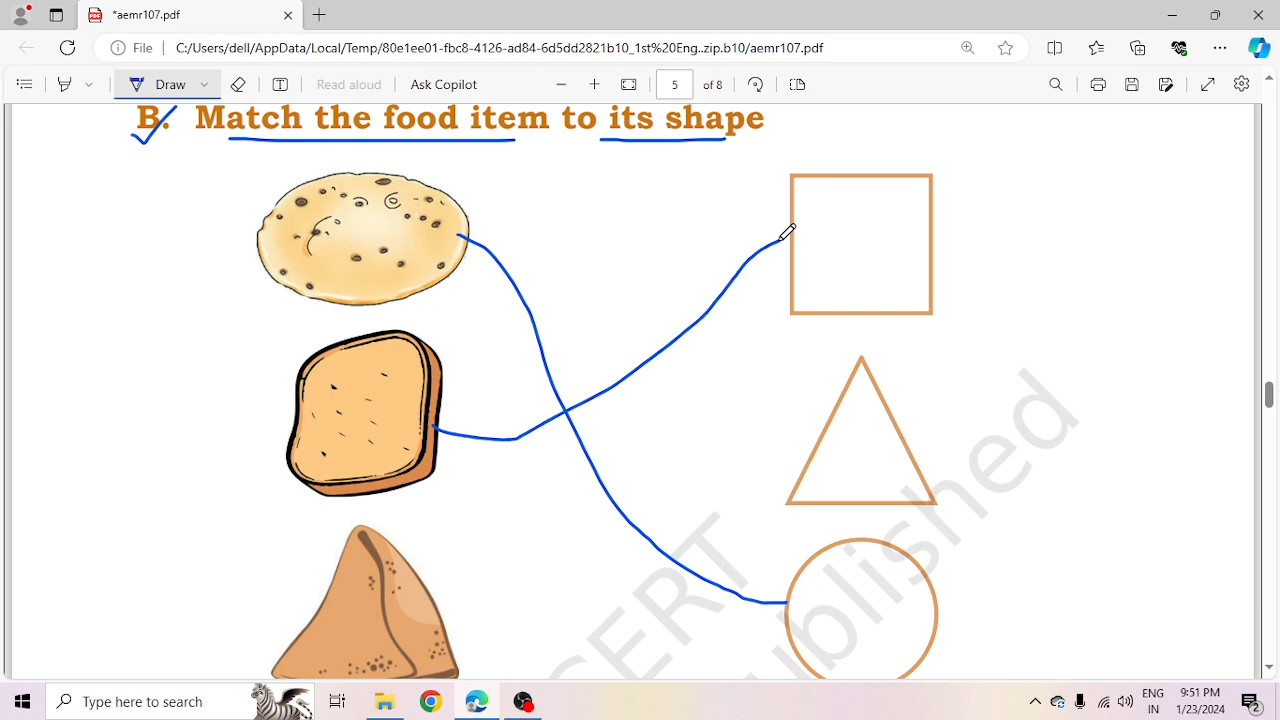 *aemr107.pdf
File C:/Users/dell/AppData/Local/Temp/80e1ee01-fbc8-4126-ad84-6d5dd2821b10_1st%20Eng..zip.b10/aemr107.pdf
Draw Read aloud Ask Copilot 5 of 8
B. Match the food item to its shape
ublished
Type here to search
ENG 9:51 PM
IN 1/23/2024 2